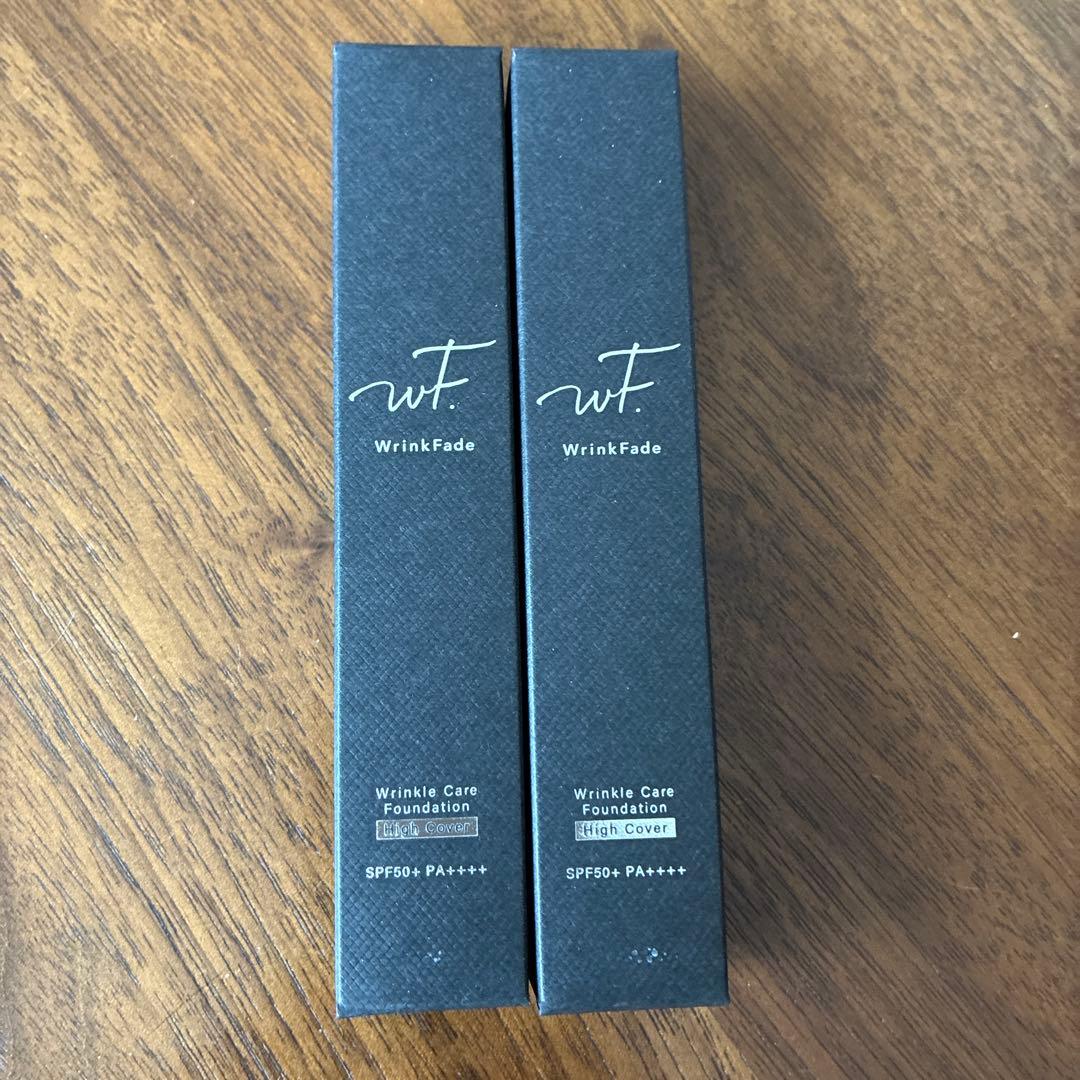 wF.
WrinkFade
Wrinkle Care
Foundation
High Cover
SPF50+ PA++++
wF.
WrinkFade
Wrinkle Care
Foundation
High Cover
SPF50+ PA++++